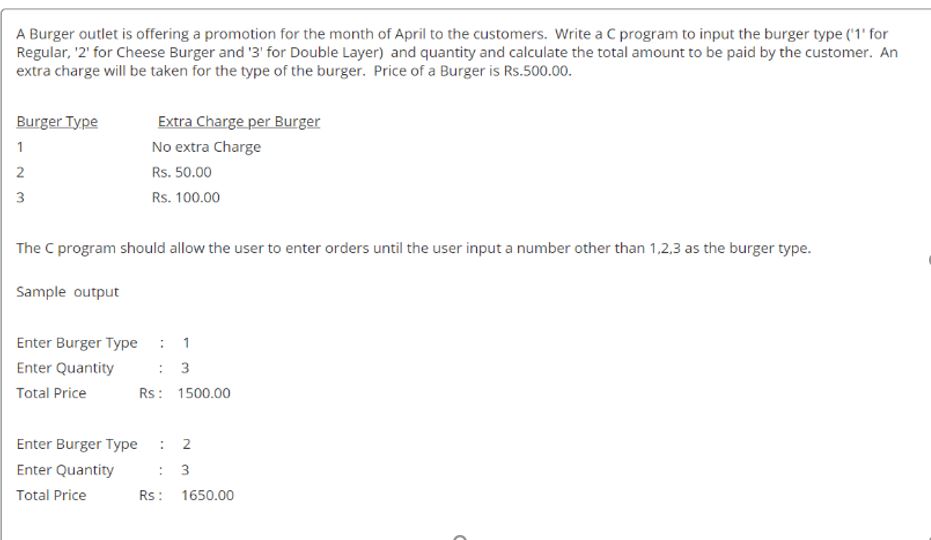 A Burger outlet is offering a promotion for the month of April to the customers. Write a C program to input the burger type ('1' for
Regular, '2' for Cheese Burger and '3' for Double Layer) and quantity and calculate the total amount to be paid by the customer. An
extra charge will be taken for the type of the burger. Price of a Burger is Rs.500.00.
Burger Type Extra Charge per Burger
1 No extra Charge
2 Rs. 50.00
3 Rs. 100.00
The C program should allow the user to enter orders until the user input a number other than 1,2,3 as the burger type.
Sample output
Enter Burger Type : 1
Enter Quantity : 3
Total Price Rs : 1500.00
Enter Burger Type : 2
Enter Quantity : 3
Total Price Rs : 1650.00